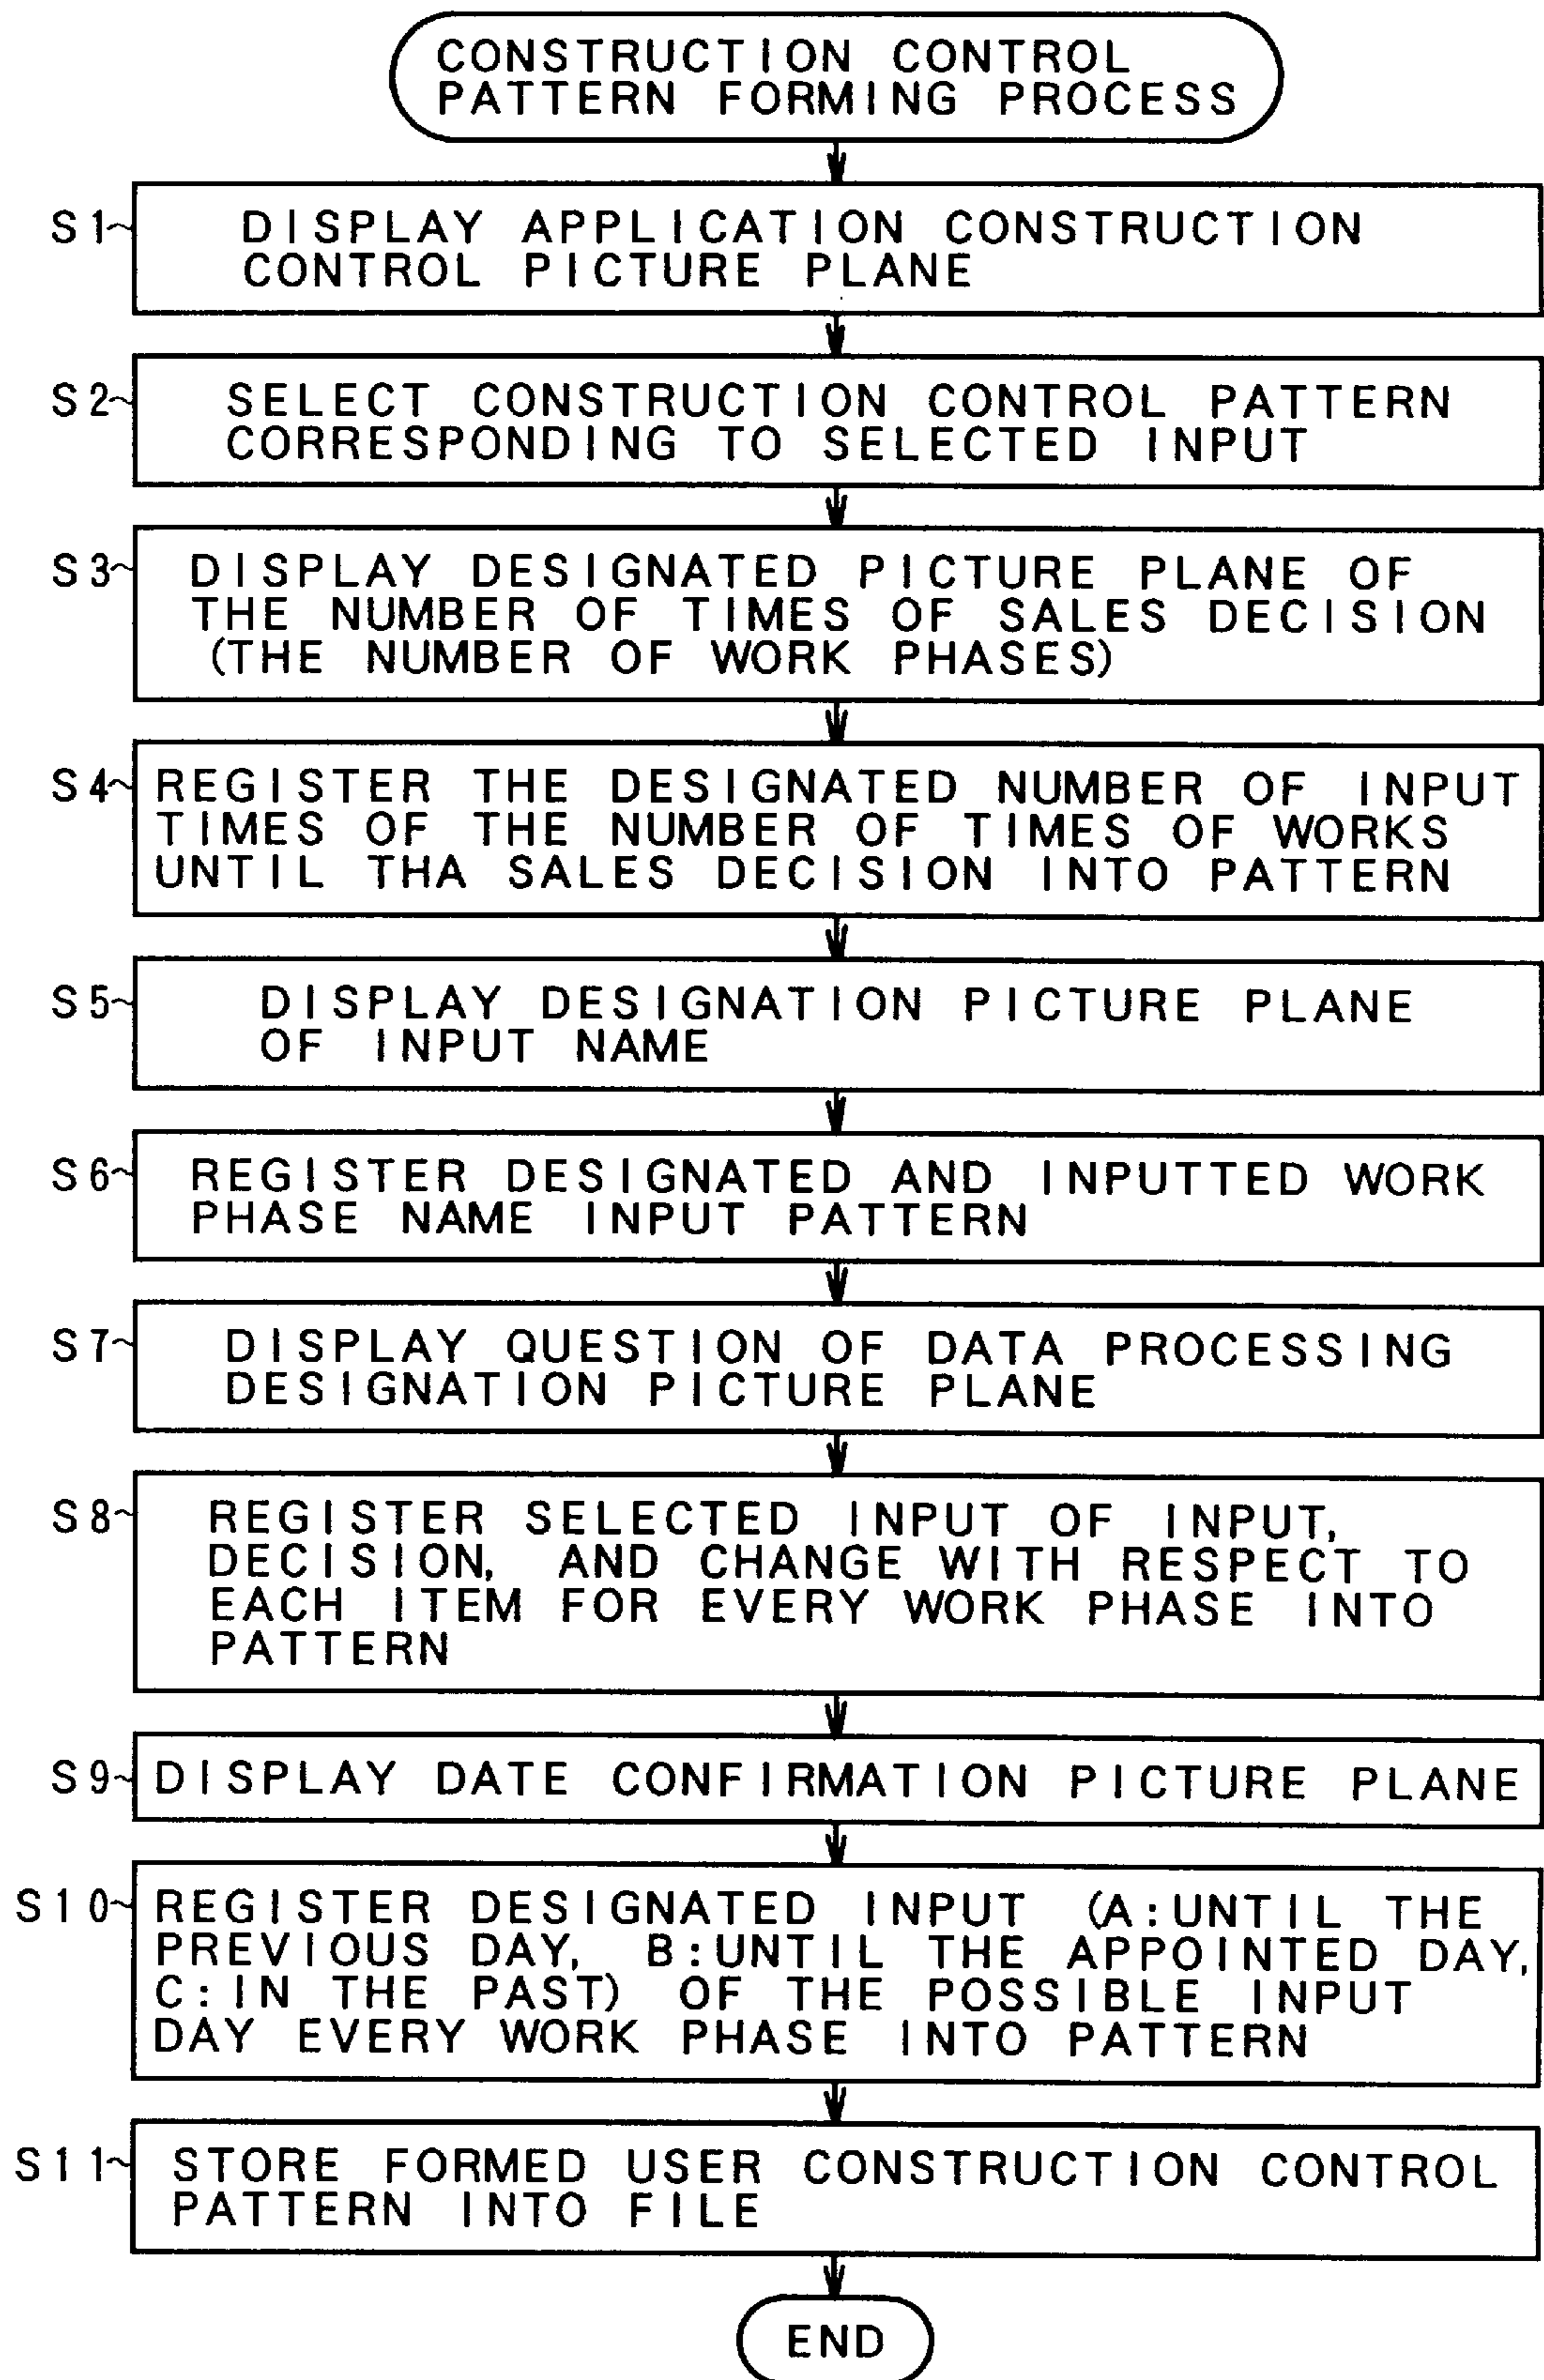 CONSTRUCTION CONTROL
PATTERN FORMING PROCESS
S1
DISPLAY APPLICATION CONSTRUCTION
CONTROL PICTURE PLANE
S2
SELECT CONSTRUCTION CONTROL PATTERN
CORRESPONDING TO SELECTED INPUT
S3
DISPLAY DESIGNATED PICTURE PLANE OF
THE NUMBER OF TIMES OF SALES DECISION
(THE NUMBER OF WORK PHASES)
S4
REGISTER THE DESIGNATED NUMBER OF INPUT
TIMES OF THE NUMBER OF TIMES OF WORKS
UNTIL THA SALES DECISION INTO PATTERN
S5
DISPLAY DESIGNATION PICTURE PLANE
OF INPUT NAME
S6
REGISTER DESIGNATED AND INPUTTED WORK
PHASE NAME INPUT PATTERN
S7
DISPLAY QUESTION OF DATA PROCESSING
DESIGNATION PICTURE PLANE
S8
REGISTER SELECTED INPUT OF INPUT,
DECISION, AND CHANGE WITH RESPECT TO
EACH ITEM FOR EVERY WORK PHASE INTO
PATTERN
S9
DISPLAY DATE CONFIRMATION PICTURE PLANE
S10
REGISTER DESIGNATED INPUT (A:UNTIL THE
PREVIOUS DAY, B:UNTIL THE APPOINTED DAY,
C:IN THE PAST) OF THE POSSIBLE INPUT
DAY EVERY WORK PHASE INTO PATTERN
S11
STORE FORMED USER CONSTRUCTION CONTROL
PATTERN INTO FILE
END